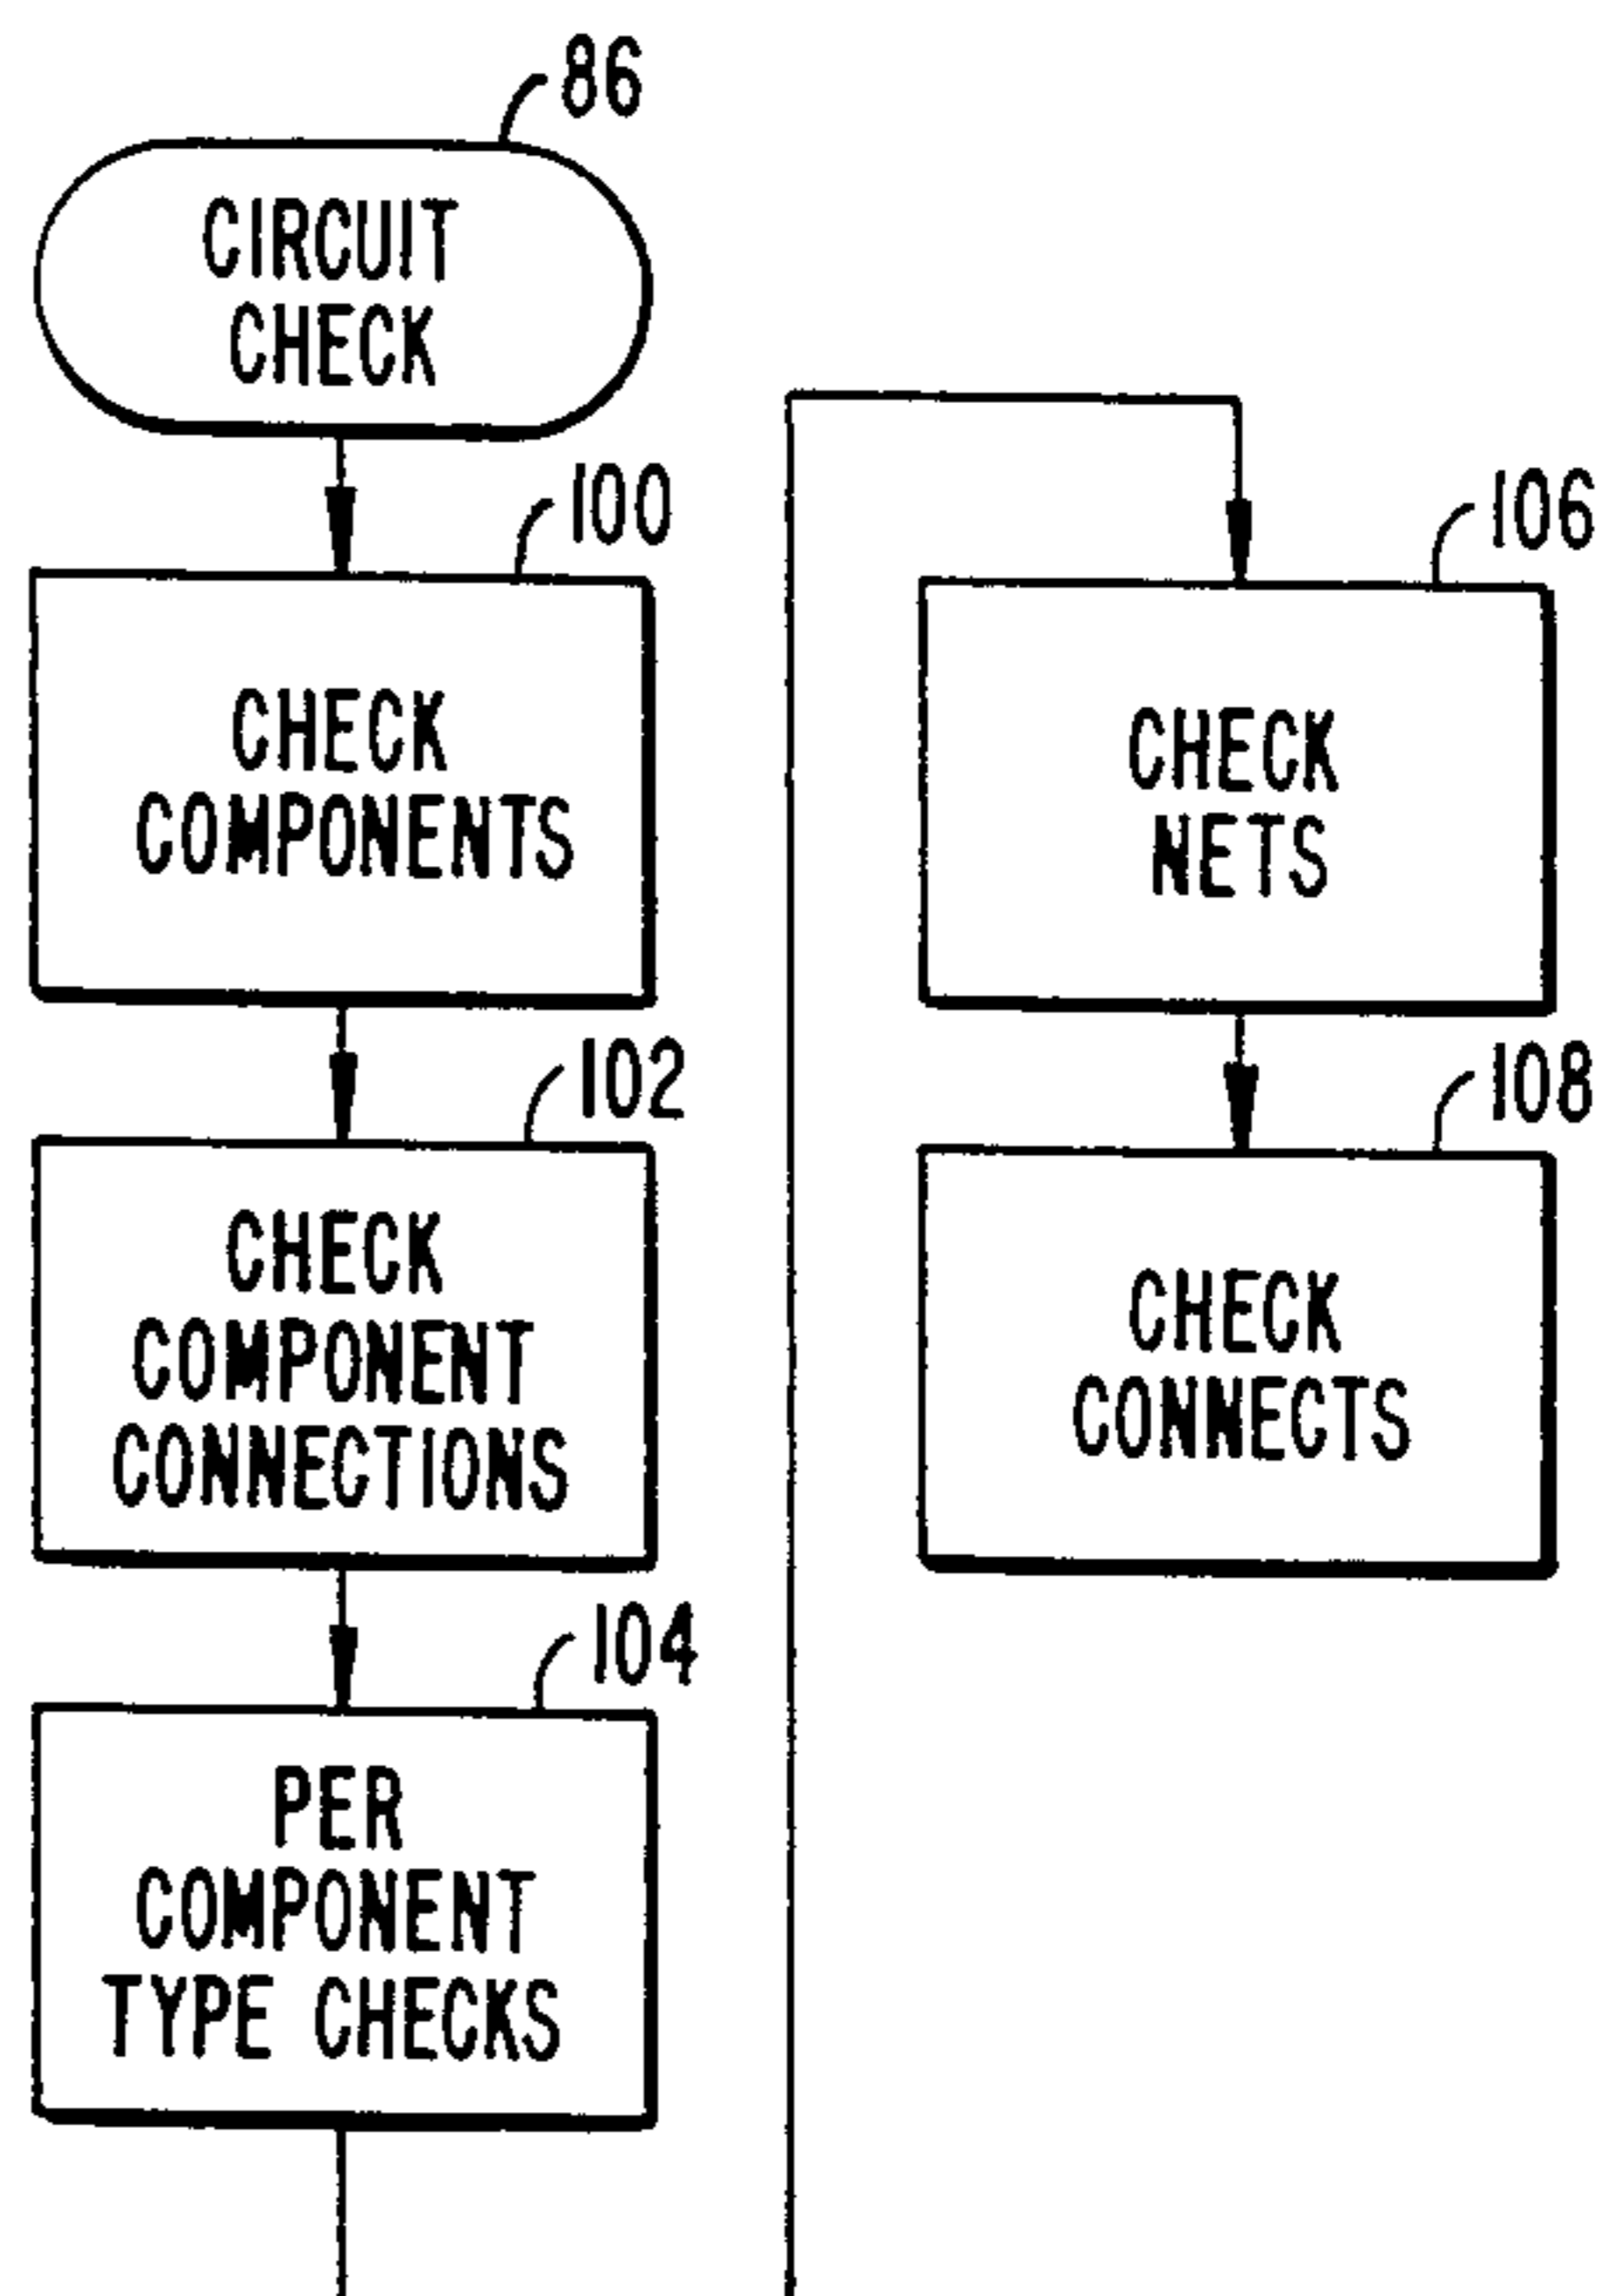 86
CIRCUIT
CHECK
100
CHECK
COMPONENTS
102
CHECK
COMPONENT
CONNECTIONS
104
PER
COMPONENT
TYPE CHECKS
106
CHECK
NETS
108
CHECK
CONNECTS